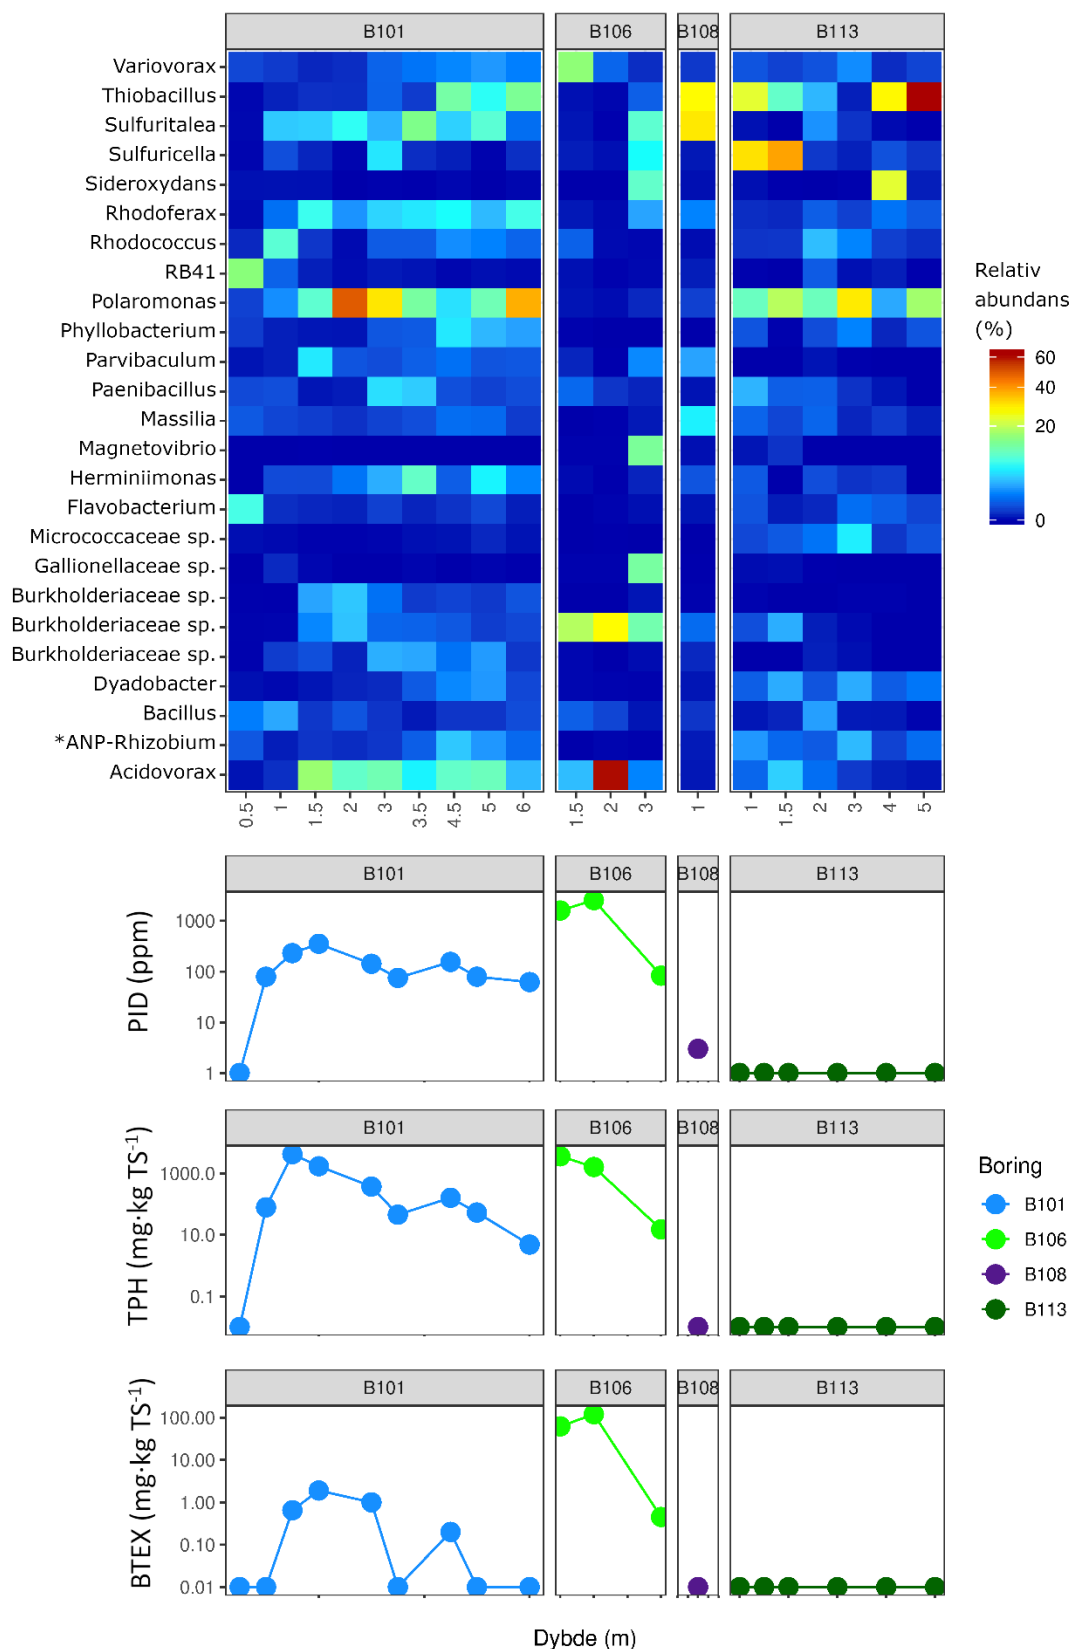 B101 B106 B108 B113
Variovorax
Thiobacillus
Sulfuritalea
Sulfuricella
Sideroxydans
Rhodoferax
Rhodococcus
RB41
Polaromonas
Phyllobacterium
Parvibaculum
Paenibacillus
Massilia
Magnetovibrio
Herminiimonas
Flavobacterium
Micrococcaceae sp.
Gallionellaceae sp.
Burkholderiaceae sp.
Burkholderiaceae sp.
Burkholderiaceae sp.
Dyadobacter
Bacillus
*ANP-Rhizobium
Acidovorax
0.5 1 1.5 2 3 3.5 4.5 5 6 1.5 2 3 1 1 1.5 2 3 4 5
Relativ
abundans
(%)
60
40
20
0
B101 B106 B108 B113
PID (ppm)
1000
100
10
1
B101 B106 B108 B113
TPH (mg·kg TS⁻¹)
1000.0
10.0
0.1
Boring
B101
B106
B108
B113
B101 B106 B108 B113
BTEX (mg·kg TS⁻¹)
100.00
10.00
1.00
0.10
0.01
Dybde (m)